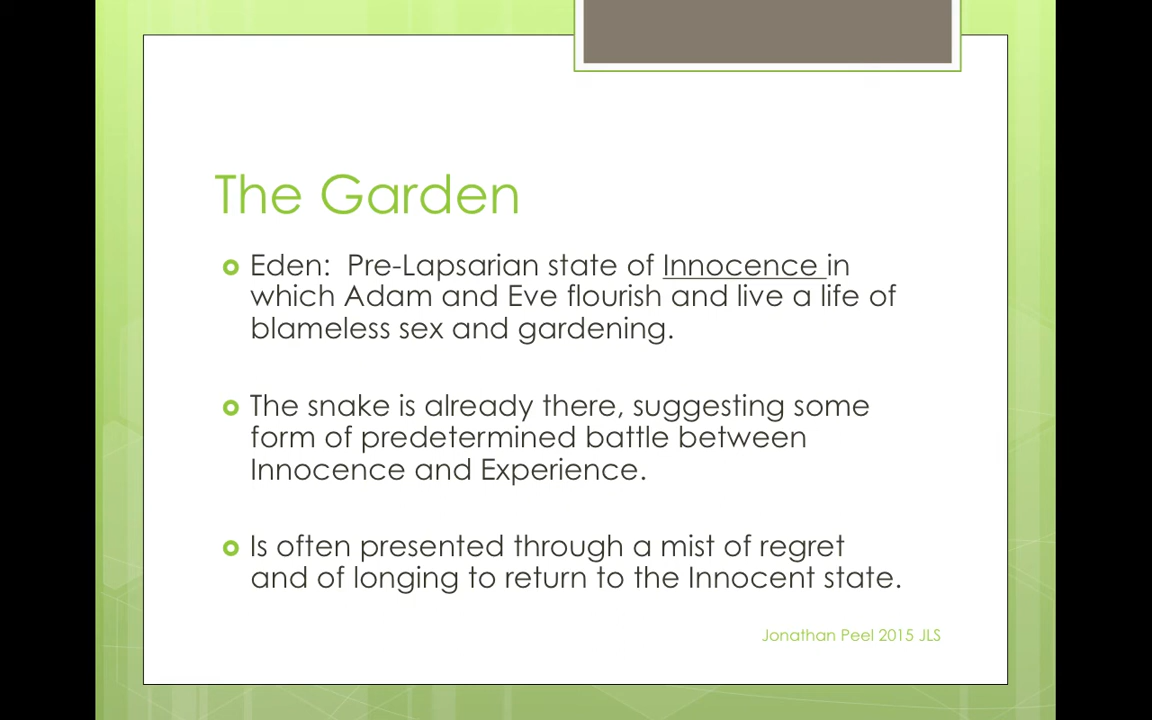 The Garden
Eden:  Pre-Lapsarian state of Innocence in
which Adam and Eve flourish and live a life of
blameless sex and gardening.
The snake is already there, suggesting some
form of predetermined battle between
Innocence and Experience.
Is often presented through a mist of regret
and of longing to return to the Innocent state.
Jonathan Peel 2015 JLS